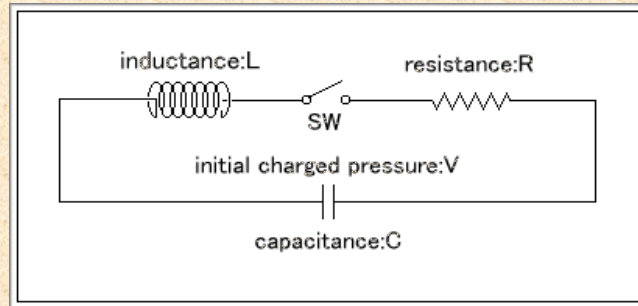 inductance:L
resistance:R
SW
initial charged pressure:V
capacitance:C